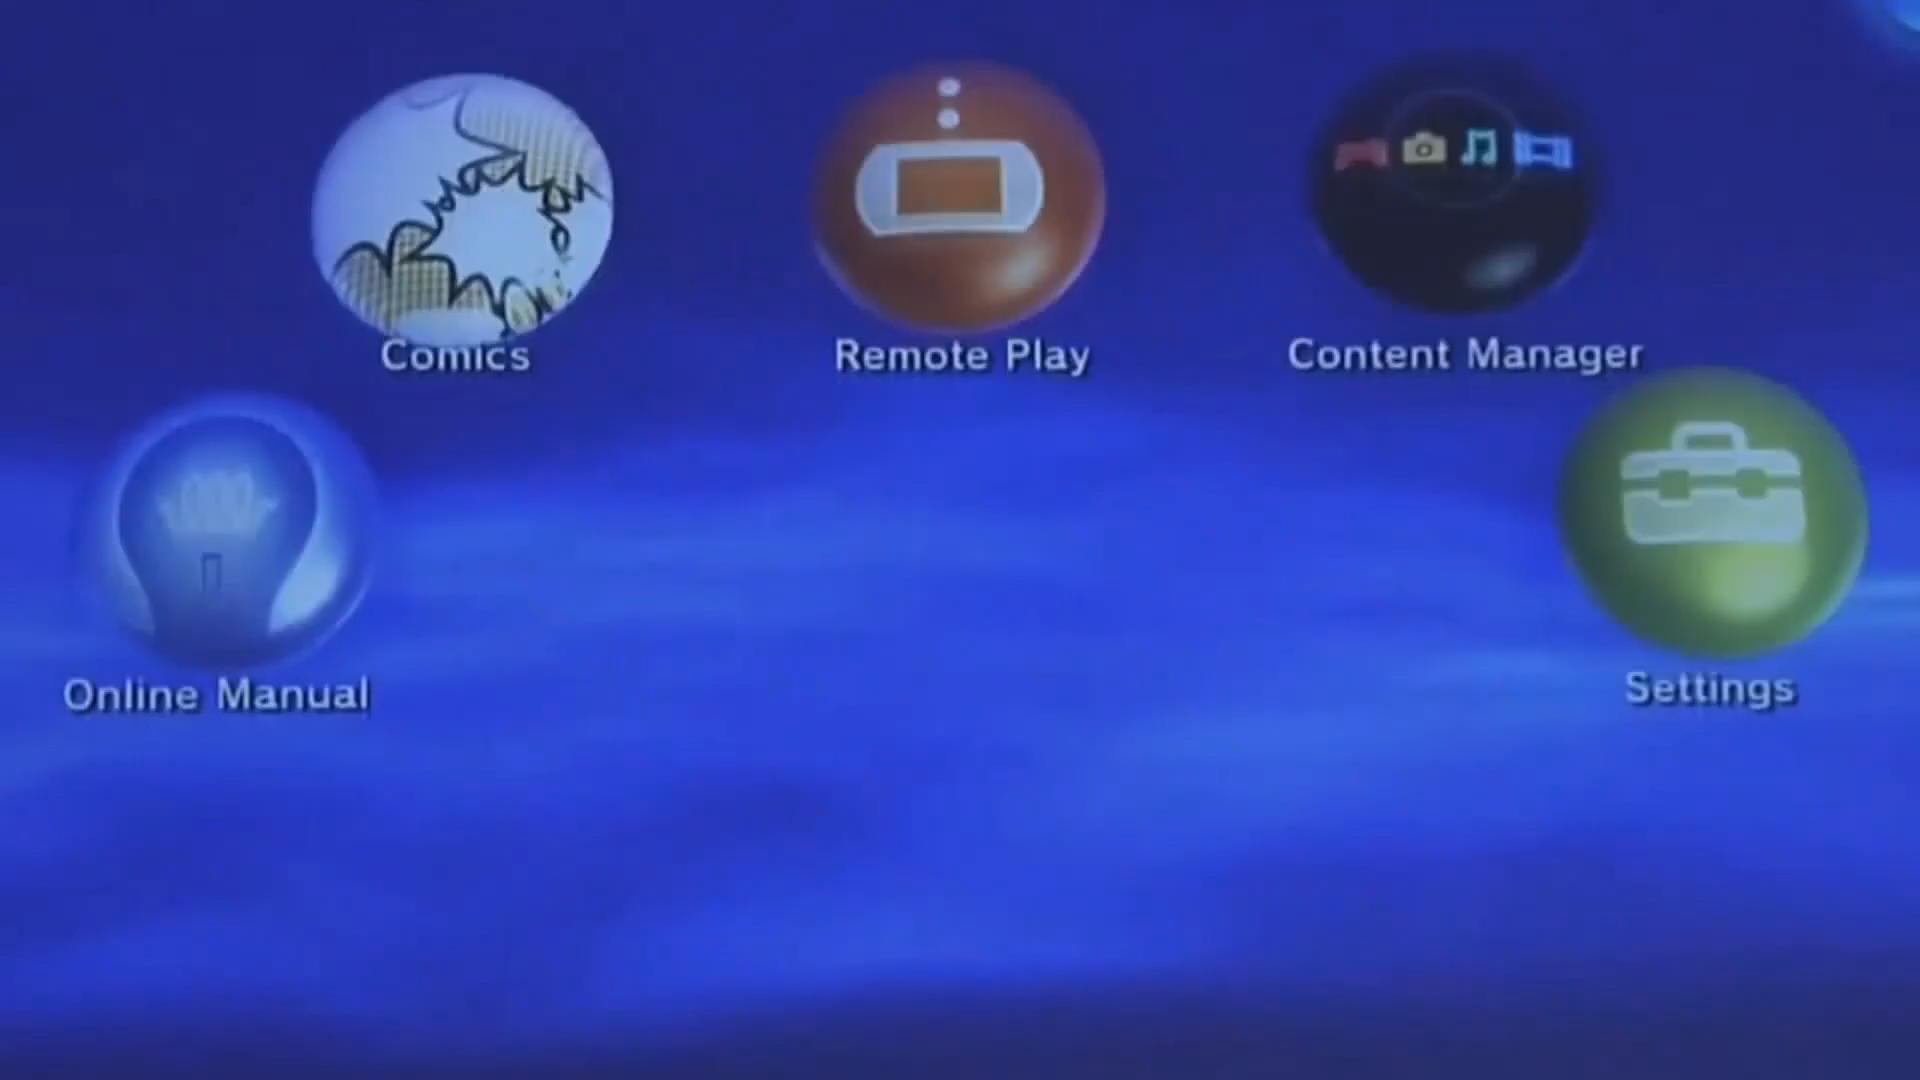 Comics
Remote Play
Content Manager
Online Manual
Settings